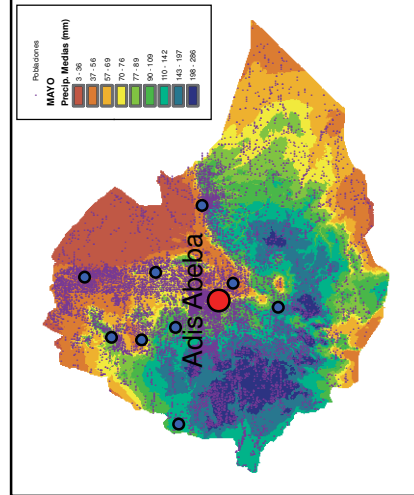 Poblaciones
MAYO
Precip. Medias (mm)
3 - 36
37 - 56
57 - 69
70 - 76
77 - 89
90 - 109
110 - 142
143 - 197
198 - 286
Adis Abeba